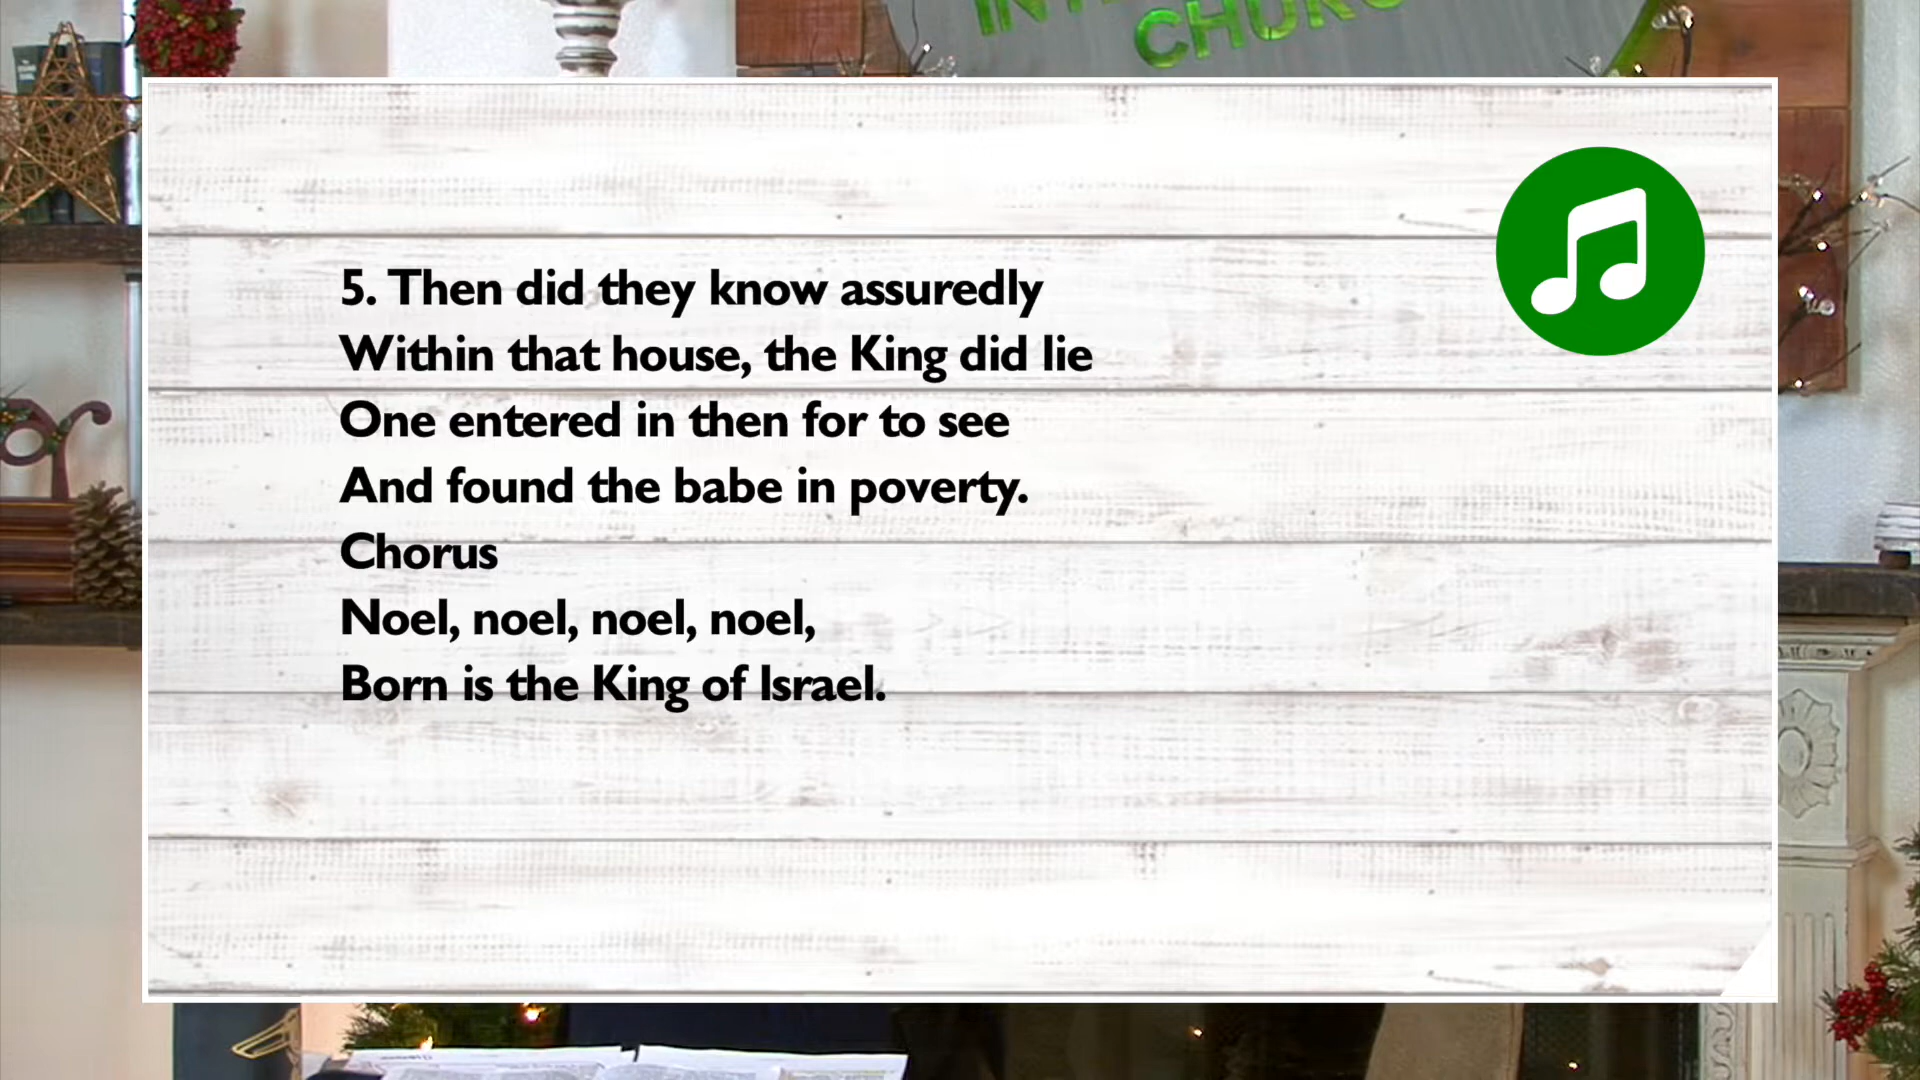 CHURC
5. Then did they know assuredly
Within that house, the King did lie
One entered in then for to see
And found the babe in poverty.
Chorus
Noel, noel, noel, noel,
Born is the King of Israel.